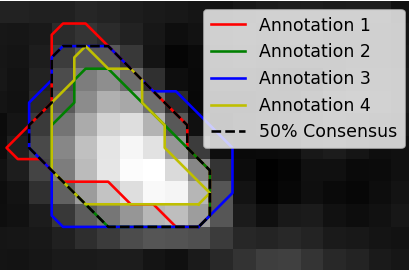 Annotation 1
Annotation 2
Annotation 3
Annotation 4
50% Consensus